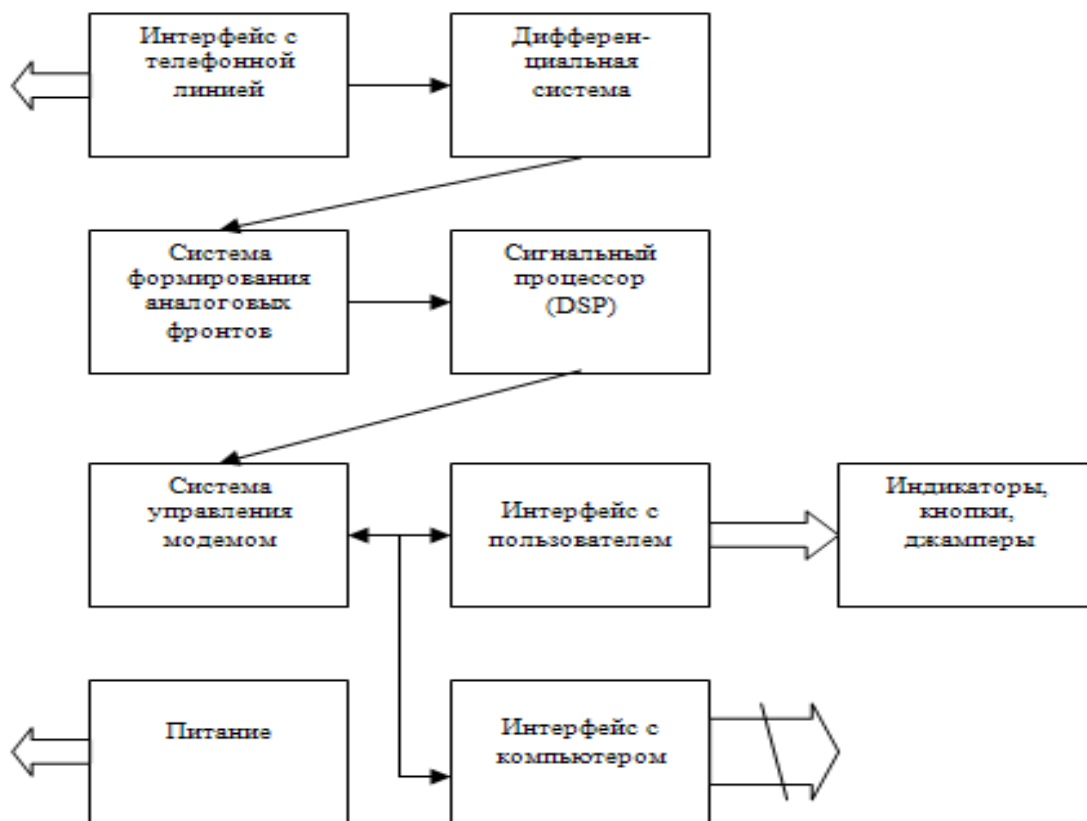 Интерфейс с
телефонной
линией
Дифферен-
циальная
система
Система
формирования
аналоговых
фронтов
Сигнальный
процессор
(DSP)
Система
управления
модемом
Интерфейс с
пользователем
Индикаторы,
кнопки,
джамперы
Питание
Интерфейс с
компьютером